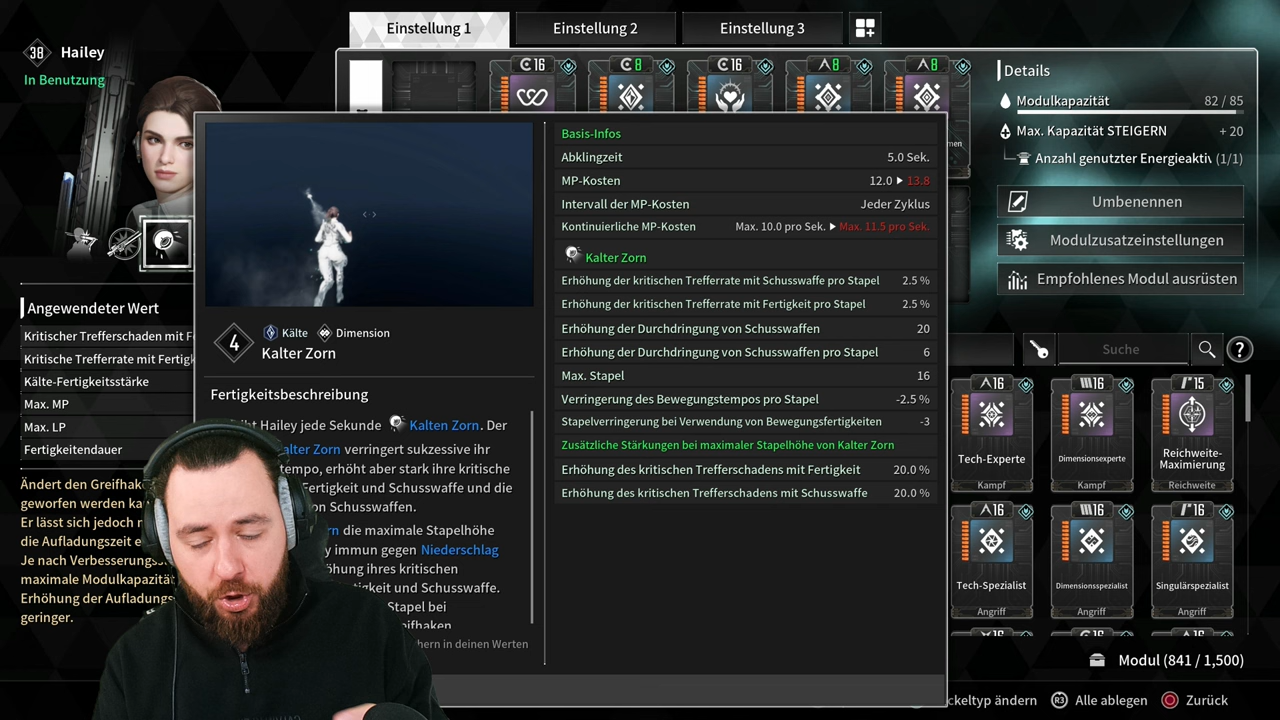 Einstellung 1
Einstellung 2
Einstellung 3
38
Hailey
In Benutzung
C 16
C 8
C 16
8
8
Details
Modulkapazität
82 / 85
Max. Kapazität STEIGERN
+ 20
Anzahl genutzter Energieaktiv (1/1)
Umbenennen
Modulzusatzeinstellungen
Empfohlenes Modul ausrüsten
Suche
?
Angewendeter Wert
Kritischer Trefferschaden mit F
Kritische Trefferrate mit Fertig
Kälte-Fertigkeitsstärke
Max. MP
Max. LP
Fertigkeitendauer
Ändert den Greifhak
geworfen werden ka
Er lässt sich jedoch
die Aufladungszeit e
Je nach Verbesserungs
maximale Modulkapazität
Erhöhung der Aufladungs
geringer.
4
Kälte
Dimension
Kalter Zorn
Fertigkeitsbeschreibung
bt Hailey jede Sekunde Kalten Zorn. Der
alter Zorn verringert sukzessive ihr
tempo, erhöht aber stark ihre kritische
Fertigkeit und Schusswaffe und die
on Schusswaffen.
rn die maximale Stapelhöhe
y immun gegen Niederschlag
öhung ihres kritischen
tigkeit und Schusswaffe.
Stapel bei
eifhaken
hern in deinen Werten
Basis-Infos
Abklingzeit
5.0 Sek.
MP-Kosten
12.0 ▶ 13.8
Intervall der MP-Kosten
Jeder Zyklus
Kontinuierliche MP-Kosten
Max. 10.0 pro Sek. ▶ Max. 11.5 pro Sek.
Kalter Zorn
Erhöhung der kritischen Trefferrate mit Schusswaffe pro Stapel
2.5 %
Erhöhung der kritischen Trefferrate mit Fertigkeit pro Stapel
2.5 %
Erhöhung der Durchdringung von Schusswaffen
20
Erhöhung der Durchdringung von Schusswaffen pro Stapel
6
Max. Stapel
16
Verringerung des Bewegungstempos pro Stapel
-2.5 %
Stapelverringerung bei Verwendung von Bewegungsfertigkeiten
-3
Zusätzliche Stärkungen bei maximaler Stapelhöhe von Kalter Zorn
Erhöhung des kritischen Trefferschadens mit Fertigkeit
20.0 %
Erhöhung des kritischen Trefferschadens mit Schusswaffe
20.0 %
men
16
16
15
Tech-Experte
Dimensionsexperte
Reichweite-
Maximierung
Kampf
Kampf
Reichweite
16
16
16
Tech-Spezialist
Dimensionsspezialist
Singulärspezialist
Angriff
Angriff
Angriff
Modul (841 / 1,500)
ckeltyp ändern
R3 Alle ablegen
Zurück